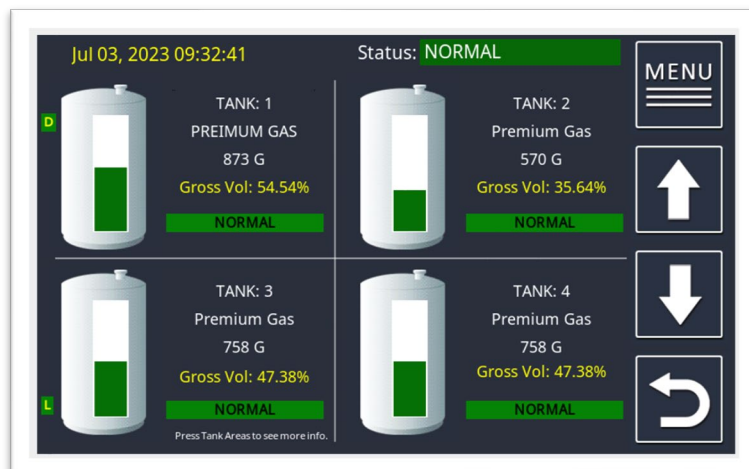 Jul 03, 2023 09:32:41
Status: NORMAL
MENU
D
TANK: 1
PREIMUM GAS
873 G
Gross Vol: 54.54%
NORMAL
TANK: 2
Premium Gas
570 G
Gross Vol: 35.64%
NORMAL
TANK: 3
Premium Gas
758 G
Gross Vol: 47.38%
NORMAL
L
Press Tank Areas to see more info.
TANK: 4
Premium Gas
758 G
Gross Vol: 47.38%
NORMAL